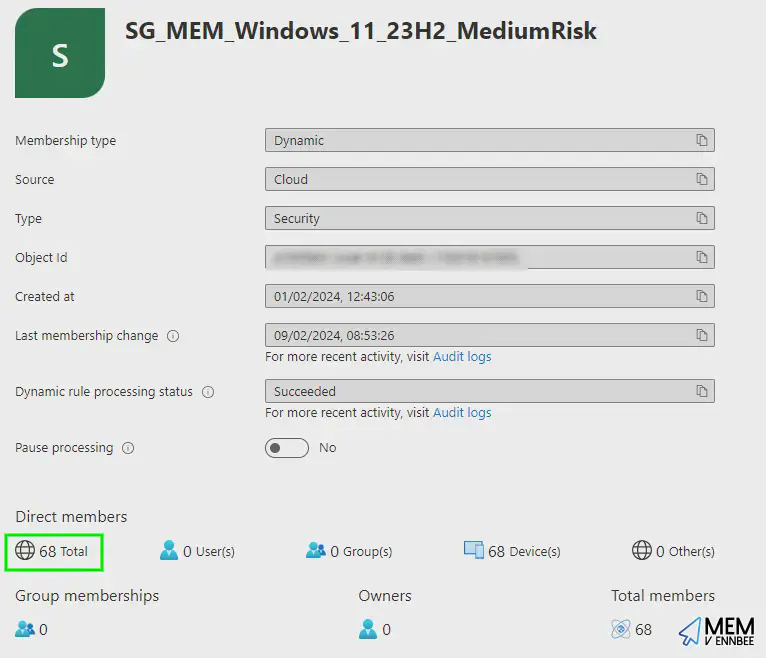 S
SG_MEM_Windows_11_23H2_MediumRisk
Membership type Dynamic
Source Cloud
Type Security
Object Id
Created at 01/02/2024, 12:43:06
Last membership change 09/02/2024, 08:53:26
For more recent activity, visit Audit logs
Dynamic rule processing status Succeeded
For more recent activity, visit Audit logs
Pause processing No
Direct members
68 Total 0 User(s) 0 Group(s) 68 Device(s) 0 Other(s)
Group memberships Owners Total members
0 0 68
MEM
V ENNBEE